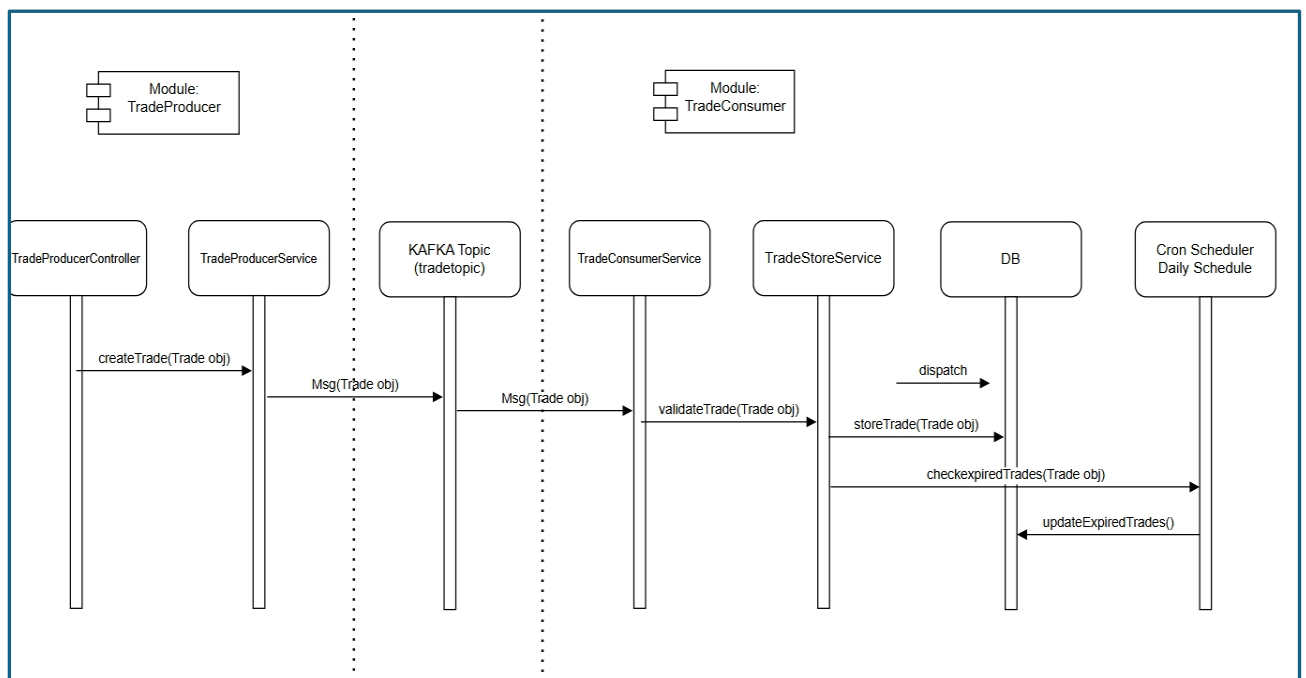 Module:
TradeProducer
Module:
TradeConsumer
TradeProducerController
TradeProducerService
KAFKA Topic
(tradetopic)
TradeConsumerService
TradeStoreService
DB
Cron Scheduler
Daily Schedule
createTrade(Trade obj)
Msg(Trade obj)
Msg(Trade obj)
validateTrade(Trade obj)
dispatch
storeTrade(Trade obj)
checkexpiredTrades(Trade obj)
updateExpiredTrades()